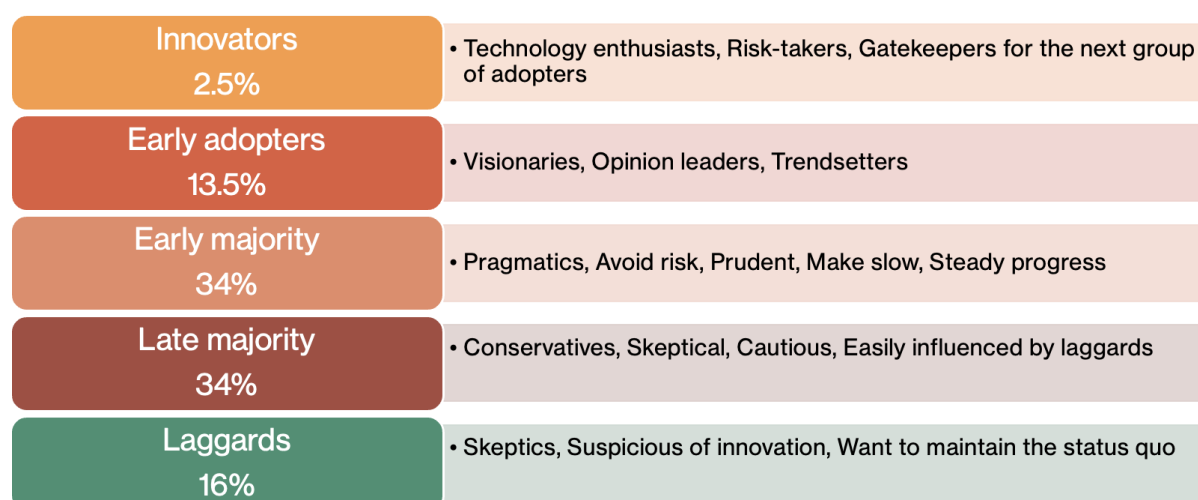 Innovators
2.5%
• Technology enthusiasts, Risk-takers, Gatekeepers for the next group
of adopters
Early adopters
13.5%
• Visionaries, Opinion leaders, Trendsetters
Early majority
34%
• Pragmatics, Avoid risk, Prudent, Make slow, Steady progress
Late majority
34%
• Conservatives, Skeptical, Cautious, Easily influenced by laggards
Laggards
16%
• Skeptics, Suspicious of innovation, Want to maintain the status quo